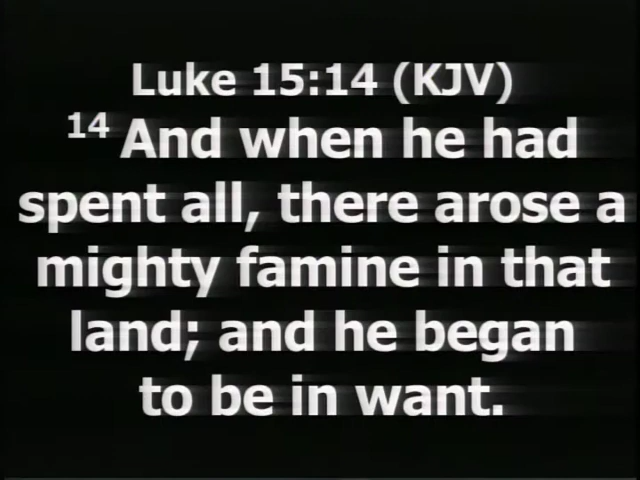 Luke 15:14 (KJV)
14 And when he had
spent all, there arose a
mighty famine in that
land; and he began
to be in want.